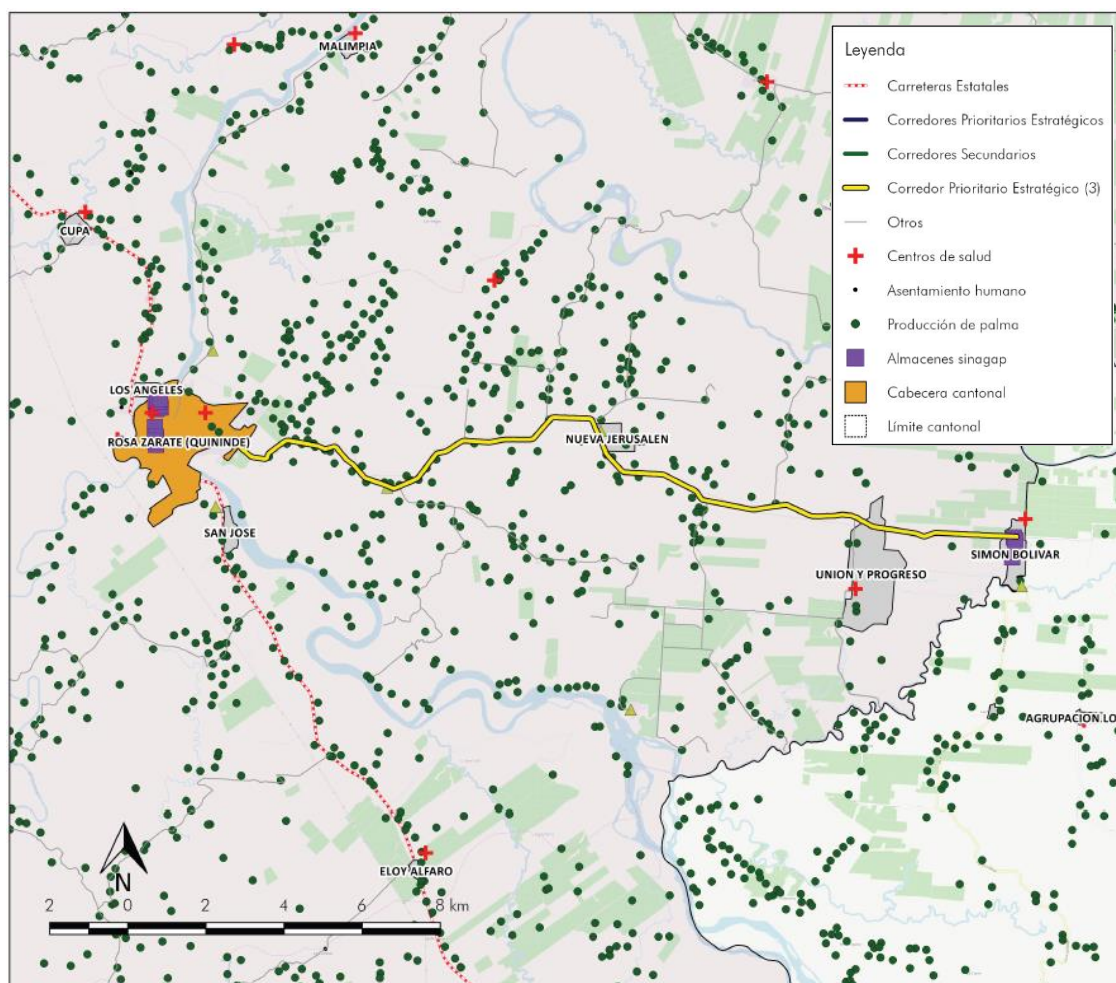 MALIMPIA
CUPA
LOS ANGELES
ROSA ZARATE (QUININDE)
SAN JOSE
NUEVA JERUSALEN
UNION Y PROGRESO
SIMON BOLIVAR
AGRUPACION LO
ELOY ALFARO
Leyenda
Carreteras Estatales
Corredores Prioritarios Estratégicos
Corredores Secundarios
Corredor Prioritario Estratégico (3)
Otros
Centros de salud
Asentamiento humano
Producción de palma
Almacenes sinagap
Cabecera cantonal
Límite cantonal
N
2 0 2 4 6 8 km